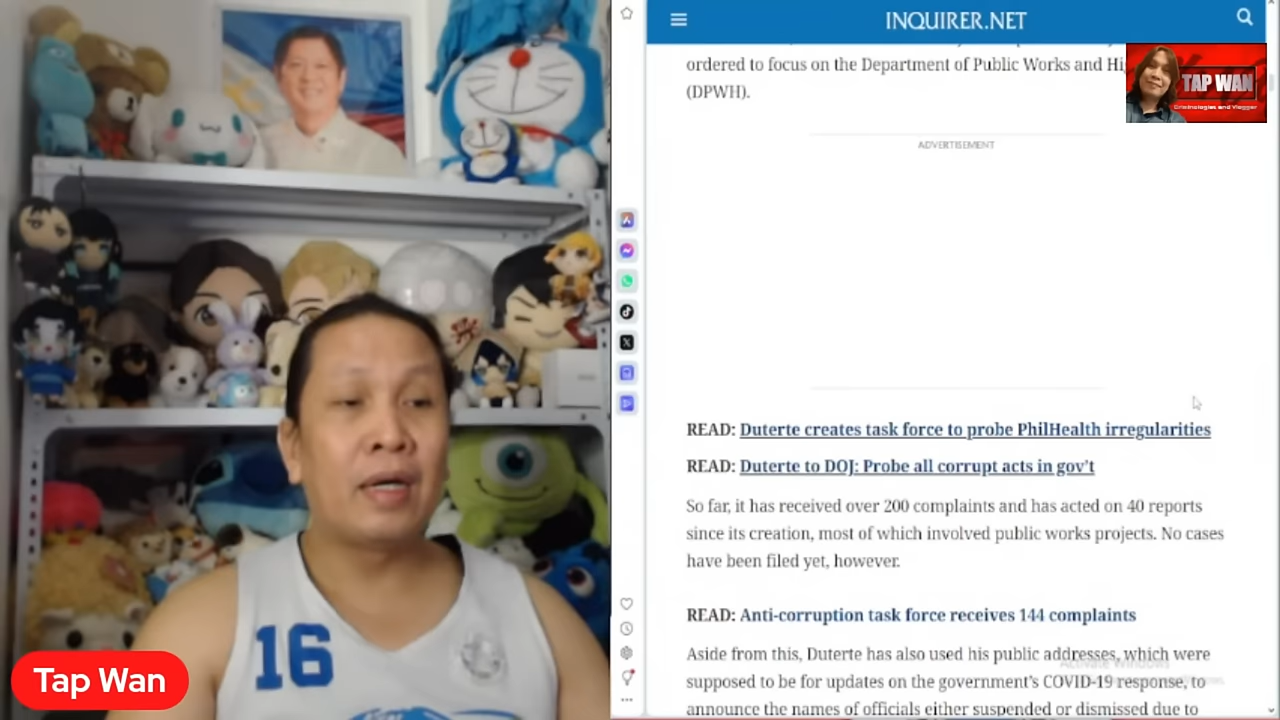 INQUIRER.NET
ordered to focus on the Department of Public Works and Hi
(DPWH).
TAP WAN
Criminologies and Vlogger
ADVERTISEMENT
READ: Duterte creates task force to probe PhilHealth irregularities
READ: Duterte to DOJ: Probe all corrupt acts in gov't
So far, it has received over 200 complaints and has acted on 40 reports
since its creation, most of which involved public works projects. No cases
have been filed yet, however.
READ: Anti-corruption task force receives 144 complaints
Aside from this, Duterte has also used his public addresses, which were
supposed to be for updates on the government's COVID-19 response, to
announce the names of officials either suspended or dismissed due to
Activate Windows
16
Tap Wan